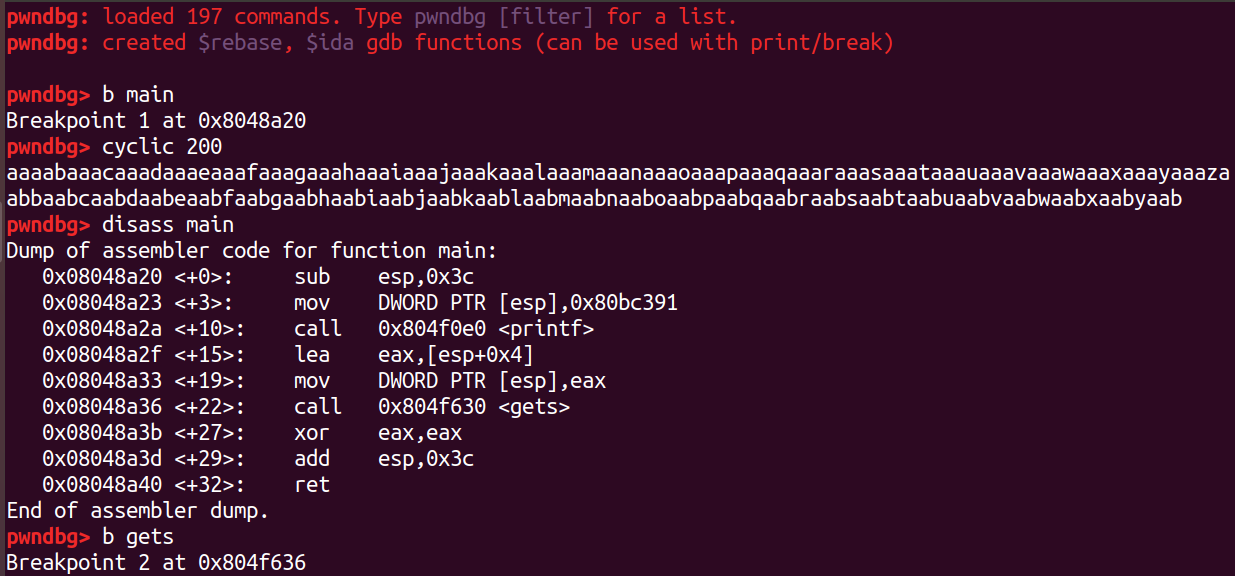 pwndbg: loaded 197 commands. Type pwndbg [filter] for a list.
pwndbg: created $rebase, $ida gdb functions (can be used with print/break)
pwndbg> b main
Breakpoint 1 at 0x8048a20
pwndbg> cyclic 200
aaaabaaacaaadaaaeaaafaaagaaahaaaiaaajaaakaaalaaamaaanaaaoaaapaaaqaaaraaasaaataaauaaavaaawaaaxaaayaaaza
abbaabcaabdaabeaabfaabgaabhaabiaabjaabkaablaabmaabnaaboaabpaabqaabraabsaabtaabuaabvaabwaabxaabyaab
pwndbg> disass main
Dump of assembler code for function main:
   0x08048a20 <+0>:     sub    esp,0x3c
   0x08048a23 <+3>:     mov    DWORD PTR [esp],0x80bc391
   0x08048a2a <+10>:    call   0x804f0e0 <printf>
   0x08048a2f <+15>:    lea    eax,[esp+0x4]
   0x08048a33 <+19>:    mov    DWORD PTR [esp],eax
   0x08048a36 <+22>:    call   0x804f630 <gets>
   0x08048a3b <+27>:    xor    eax,eax
   0x08048a3d <+29>:    add    esp,0x3c
   0x08048a40 <+32>:    ret
End of assembler dump.
pwndbg> b gets
Breakpoint 2 at 0x804f636